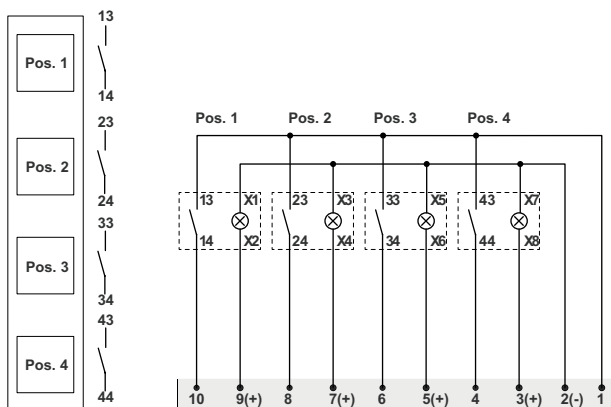 13
Pos. 1
14
23
Pos. 2
24
33
Pos. 3
34
43
Pos. 4
44
Pos. 1 Pos. 2 Pos. 3 Pos. 4
13 X1 23 X3 33 X5 43 X7
14 X2 24 X4 34 X6 44 X8
10 9(+) 8 7(+) 6 5(+) 4 3(+) 2(-) 1